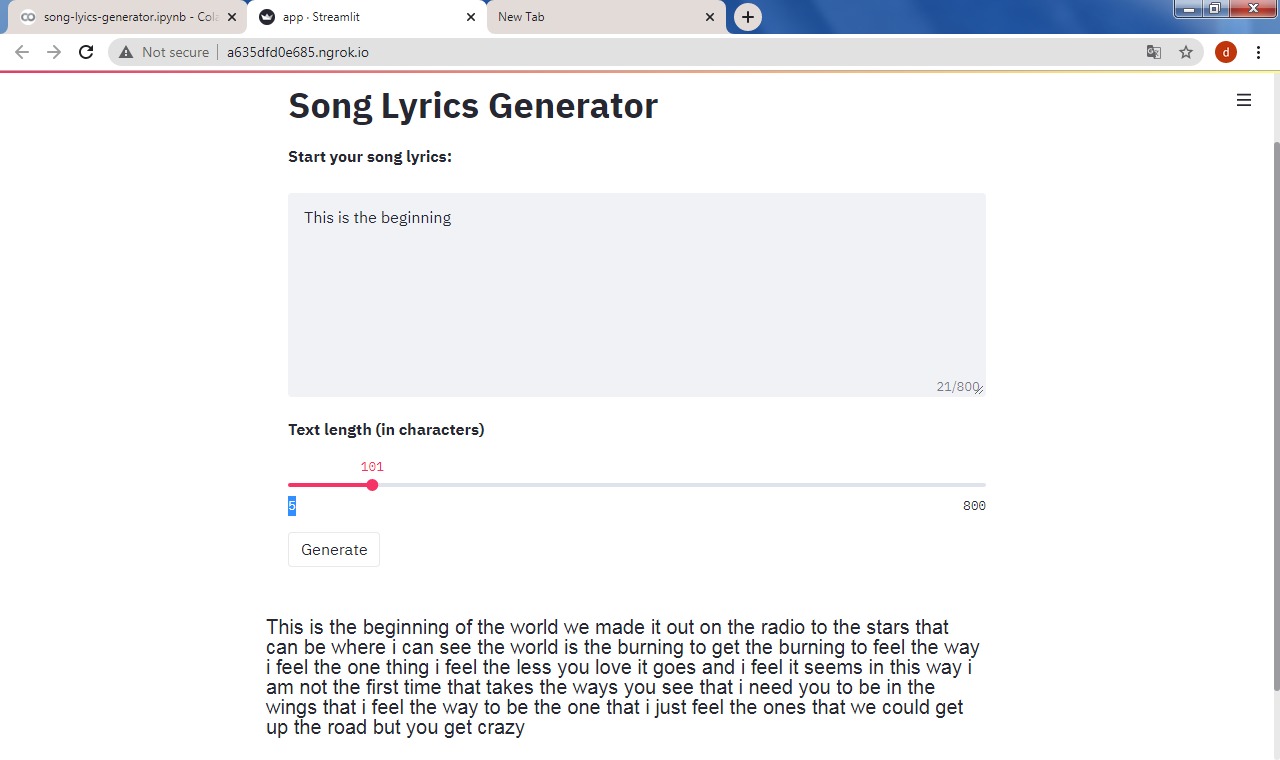 song-lyics-generator.ipynb - Cola
app · Streamlit
New Tab
Not secure
a635dfd0e685.ngrok.io
d
Song Lyrics Generator
Start your song lyrics:
This is the beginning
21/800
Text length (in characters)
101
5
800
Generate
This is the beginning of the world we made it out on the radio to the stars that
can be where i can see the world is the burning to get the burning to feel the way
i feel the one thing i feel the less you love it goes and i feel it seems in this way i
am not the first time that takes the ways you see that i need you to be in the
wings that i feel the way to be the one that i just feel the ones that we could get
up the road but you get crazy